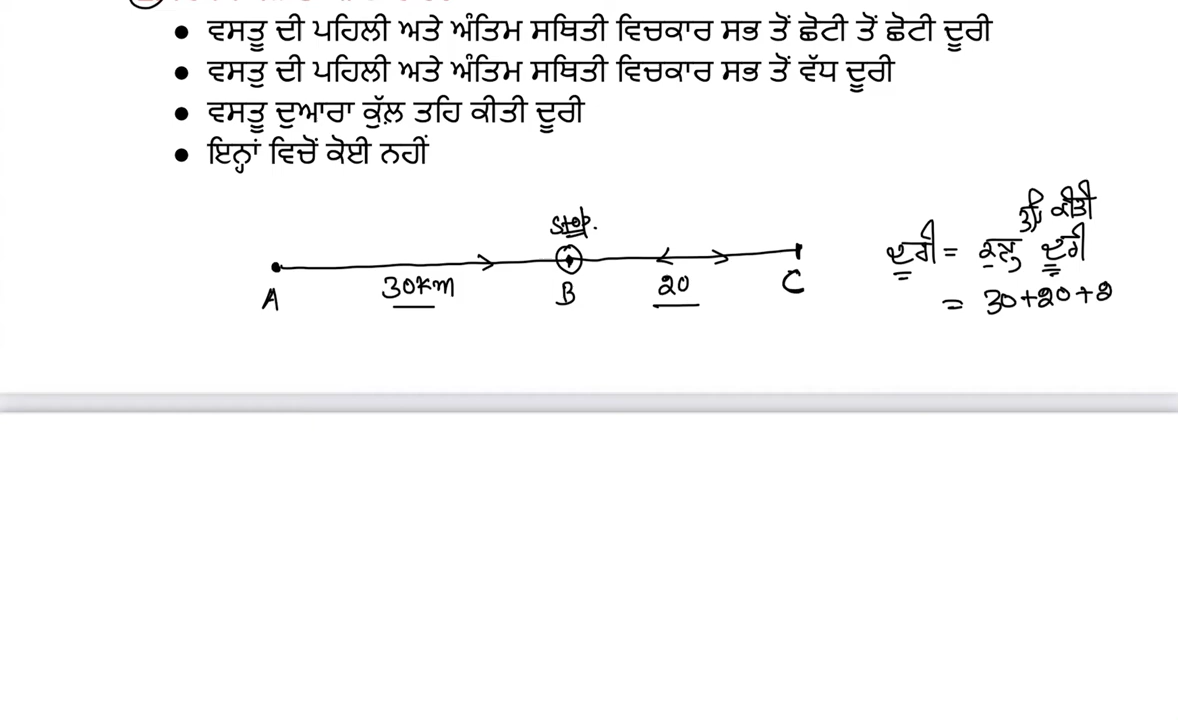 • ਵਸਤੂ ਦੀ ਪਹਿਲੀ ਅਤੇ ਅੰਤਿਮ ਸਥਿਤੀ ਵਿਚਕਾਰ ਸਭ ਤੋਂ ਛੋਟੀ ਤੋਂ ਛੋਟੀ ਦੂਰੀ
• ਵਸਤੂ ਦੀ ਪਹਿਲੀ ਅਤੇ ਅੰਤਿਮ ਸਥਿਤੀ ਵਿਚਕਾਰ ਸਭ ਤੋਂ ਵੱਧ ਦੂਰੀ
• ਵਸਤੂ ਦੁਆਰਾ ਕੁੱਲ ਤਹਿ ਕੀਤੀ ਦੂਰੀ
• ਇਨ੍ਹਾਂ ਵਿਚੋਂ ਕੋਈ ਨਹੀਂ
Stop.
A 30km B 20 C
ਕੀਤੀ
ਦੂਰੀ = ਕੁਲ ਦੂਰੀ
= 30+20+2